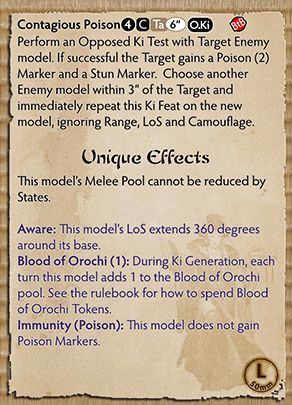 Contagious Poison 4 C Ta 6" O.Ki BtB
Perform an Opposed Ki Test with Target Enemy
model. If successful the Target gains a Poison (2)
Marker and a Stun Marker. Choose another
Enemy model within 3" of the Target and
immediately repeat this Ki Feat on the new
model, ignoring Range, LoS and Camouflage.
Unique Effects
This model's Melee Pool cannot be reduced by
States.
Aware: This model's LoS extends 360 degrees
around its base.
Blood of Orochi (1): During Ki Generation, each
turn this model adds 1 to the Blood of Orochi
pool. See the rulebook for how to spend Blood
of Orochi Tokens.
Immunity (Poison): This model does not gain
Poison Markers.
L
50mm